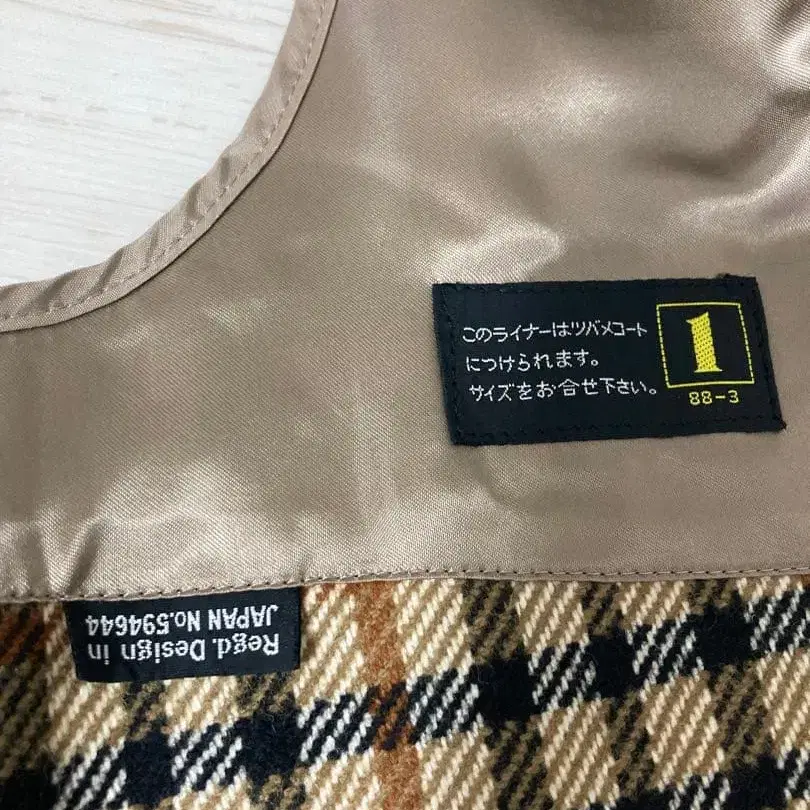 このライナーはツバメコート
につけられます。
サイズをお合せ下さい。
1
88-3
Regd. Design in
JAPAN No.594644